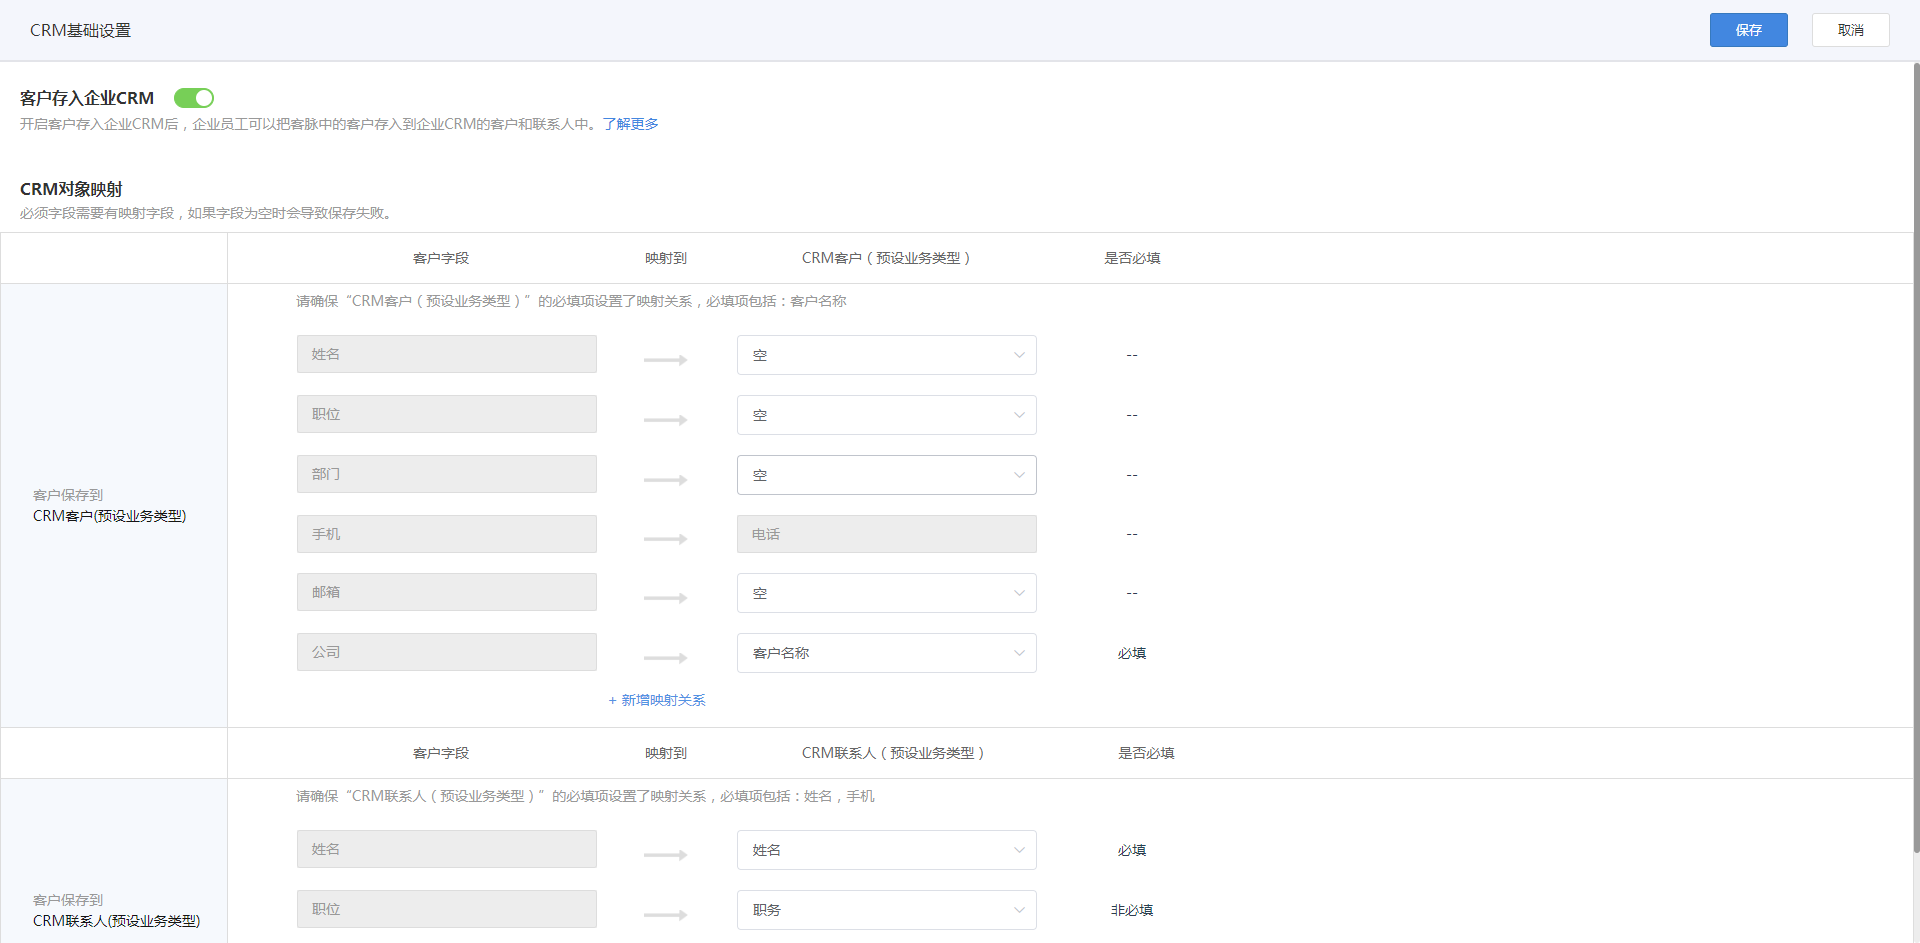 CRM基础设置
保存
取消
客户存入企业CRM
开启客户存入企业CRM后，企业员工可以把客脉中的客户存入到企业CRM的客户和联系人中。了解更多
CRM对象映射
必须字段需要有映射字段，如果字段为空时会导致保存失败。
客户字段 映射到 CRM客户（预设业务类型） 是否必填
请确保“CRM客户（预设业务类型）”的必填项设置了映射关系，必填项包括：客户名称
姓名 空 --
职位 空 --
部门 空 --
客户保存到
CRM客户(预设业务类型)
手机 电话 --
邮箱 空 --
公司 客户名称 必填
+ 新增映射关系
客户字段 映射到 CRM联系人（预设业务类型） 是否必填
请确保“CRM联系人（预设业务类型）”的必填项设置了映射关系，必填项包括：姓名，手机
姓名 姓名 必填
客户保存到
CRM联系人(预设业务类型)
职位 职务 非必填